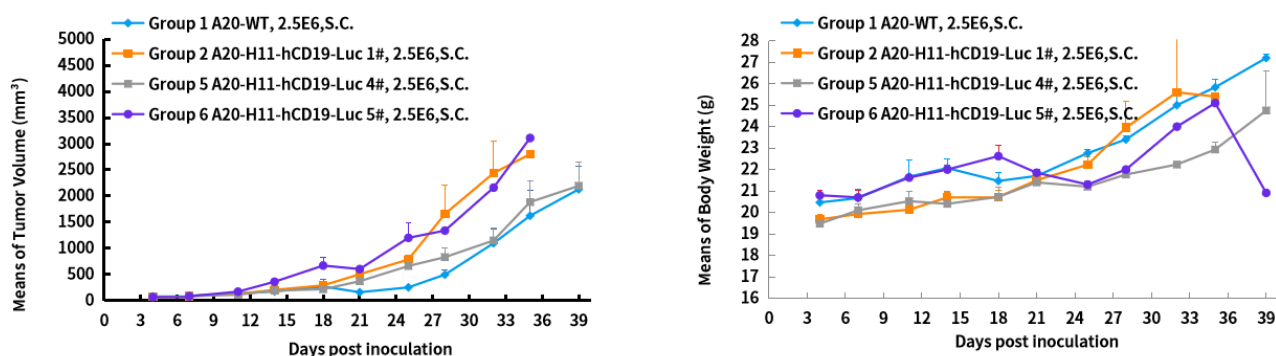 Group 1 A20-WT, 2.5E6,S.C.
Group 2 A20-H11-hCD19-Luc 1#, 2.5E6,S.C.
Group 5 A20-H11-hCD19-Luc 4#, 2.5E6,S.C.
Group 6 A20-H11-hCD19-Luc 5#, 2.5E6,S.C.
Means of Tumor Volume (mm³)
5000
4500
4000
3500
3000
2500
2000
1500
1000
500
0
0 3 6 9 12 15 18 21 24 27 30 33 36 39
Days post inoculation
Group 1 A20-WT, 2.5E6,S.C.
Group 2 A20-H11-hCD19-Luc 1#, 2.5E6,S.C.
Group 5 A20-H11-hCD19-Luc 4#, 2.5E6,S.C.
Group 6 A20-H11-hCD19-Luc 5#, 2.5E6,S.C.
Means of Body Weight (g)
28
27
26
25
24
23
22
21
20
19
18
17
16
0 3 6 9 12 15 18 21 24 27 30 33 36 39
Days post inoculation